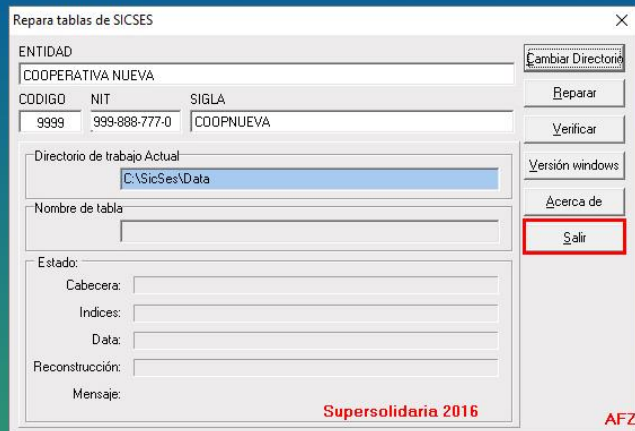 Repara tablas de SICSES
ENTIDAD
COOPERATIVA NUEVA
CODIGO NIT SIGLA
9999 999-888-777-0 COOPNUEVA
Cambiar Directorio
Reparar
Verificar
Versión windows
Acerca de
Salir
Directorio de trabajo Actual
C:\SicSes\Data
Nombre de tabla
Estado:
Cabecera:
Indices:
Data:
Reconstrucción:
Mensaje:
Supersolidaria 2016
AFZ